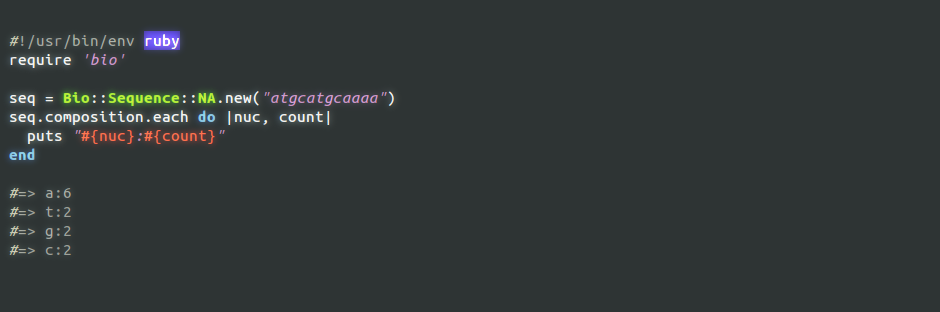 #!/usr/bin/env ruby
require 'bio'
seq = Bio::Sequence::NA.new("atgcatgcaaaa")
seq.composition.each do |nuc, count|
  puts "#{nuc}:#{count}"
end
#=> a:6
#=> t:2
#=> g:2
#=> c:2